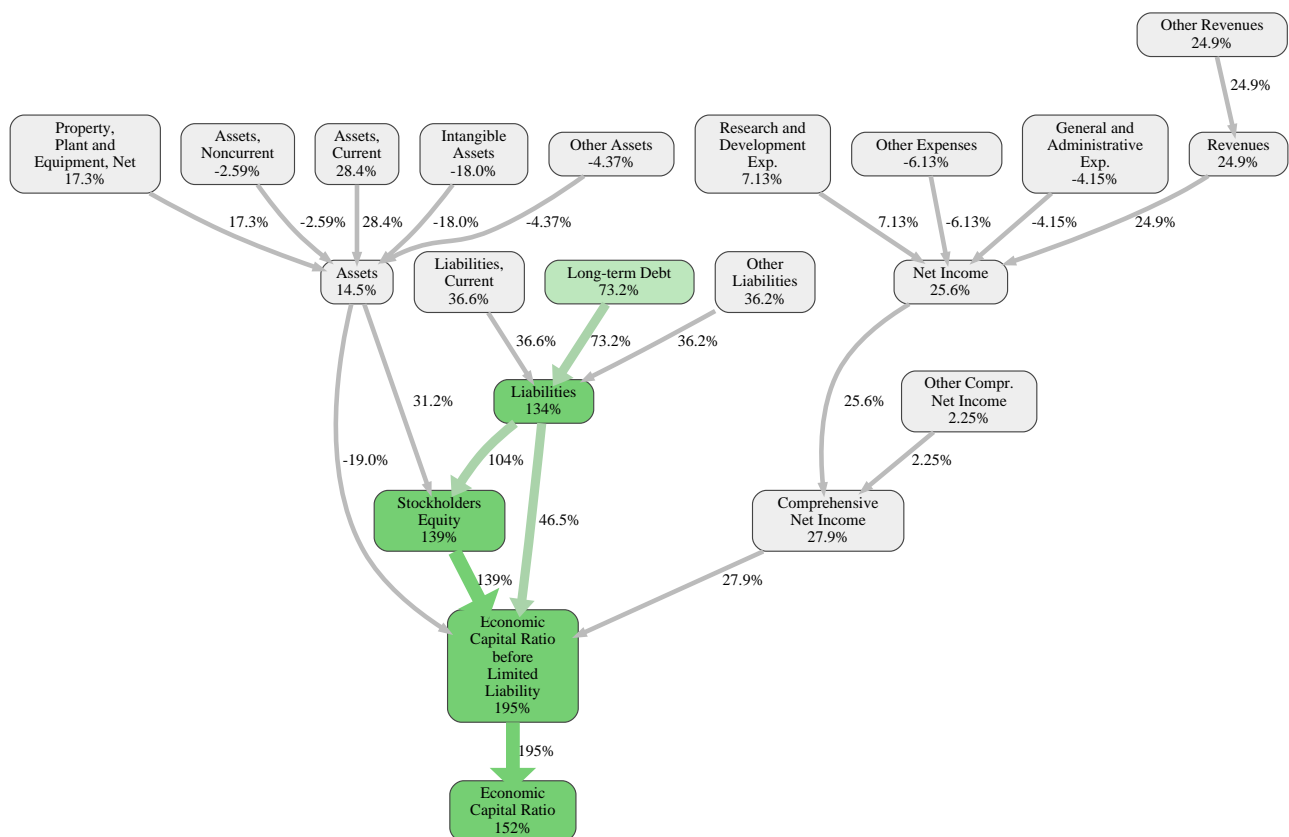 Other Revenues
24.9%
24.9%
Property,
Plant and
Equipment, Net
17.3%
Assets,
Noncurrent
-2.59%
Assets,
Current
28.4%
Intangible
Assets
-18.0%
Other Assets
-4.37%
Research and
Development
Exp.
7.13%
Other Expenses
-6.13%
General and
Administrative
Exp.
-4.15%
Revenues
24.9%
17.3%
-2.59%
28.4%
-18.0%
-4.37%
7.13%
-6.13%
-4.15%
24.9%
Assets
14.5%
Liabilities,
Current
36.6%
Long-term Debt
73.2%
Other
Liabilities
36.2%
Net Income
25.6%
36.6%
73.2%
36.2%
Liabilities
134%
Other Compr.
Net Income
2.25%
31.2%
25.6%
-19.0%
104%
2.25%
Stockholders
Equity
139%
46.5%
Comprehensive
Net Income
27.9%
139%
27.9%
Economic
Capital Ratio
before
Limited
Liability
195%
195%
Economic
Capital Ratio
152%